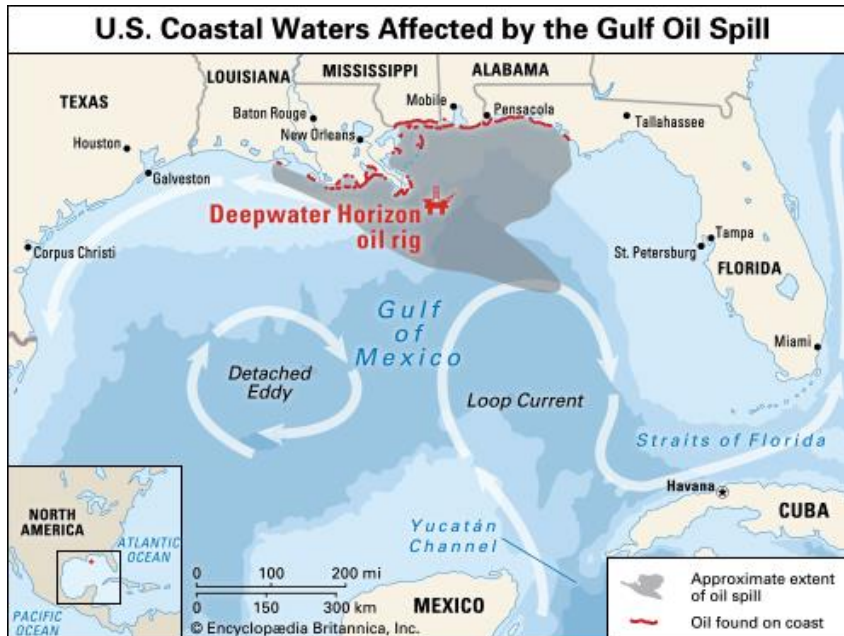 U.S. Coastal Waters Affected by the Gulf Oil Spill
LOUISIANA
MISSISSIPPI
ALABAMA
TEXAS
Baton Rouge
Mobile
Pensacola
Tallahassee
New Orleans
Houston
Galveston
Deepwater Horizon
oil rig
Corpus Christi
Tampa
St. Petersburg
FLORIDA
Gulf
of
Mexico
Miami
Detached
Eddy
Loop Current
Straits of Florida
Havana
CUBA
NORTH
AMERICA
ATLANTIC
OCEAN
PACIFIC
OCEAN
Yucatán
Channel
0 100 200 mi
0 150 300 km
MEXICO
© Encyclopædia Britannica, Inc.
Approximate extent
of oil spill
Oil found on coast